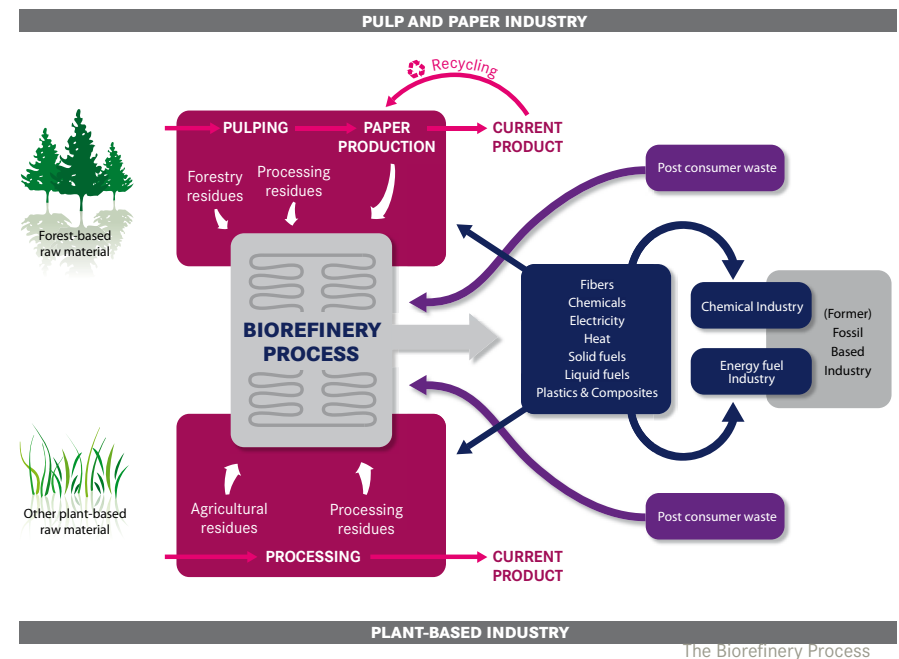 PULP AND PAPER INDUSTRY
Recycling
PULPING
PAPER
PRODUCTION
CURRENT
PRODUCT
Forestry
residues
Processing
residues
Post consumer waste
Forest-based
raw material
BIOREFINERY
PROCESS
Fibers
Chemicals
Electricity
Heat
Solid fuels
Liquid fuels
Plastics & Composites
Chemical Industry
Energy fuel
Industry
(Former)
Fossil
Based
Industry
Other plant-based
raw material
Agricultural
residues
Processing
residues
Post consumer waste
PROCESSING
CURRENT
PRODUCT
PLANT-BASED INDUSTRY
The Biorefinery Process